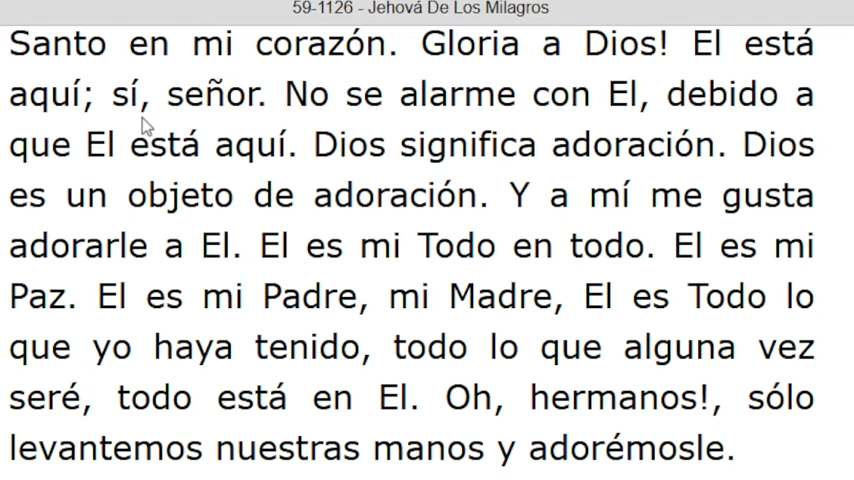 59-1126 - Jehová De Los Milagros
Santo en mi corazón. Gloria a Dios! El está
aquí; sí, señor. No se alarme con El, debido a
que El está aquí. Dios significa adoración. Dios
es un objeto de adoración. Y a mí me gusta
adorarle a El. El es mi Todo en todo. El es mi
Paz. El es mi Padre, mi Madre, El es Todo lo
que yo haya tenido, todo lo que alguna vez
seré, todo está en El. Oh, hermanos!, sólo
levantemos nuestras manos y adorémosle.